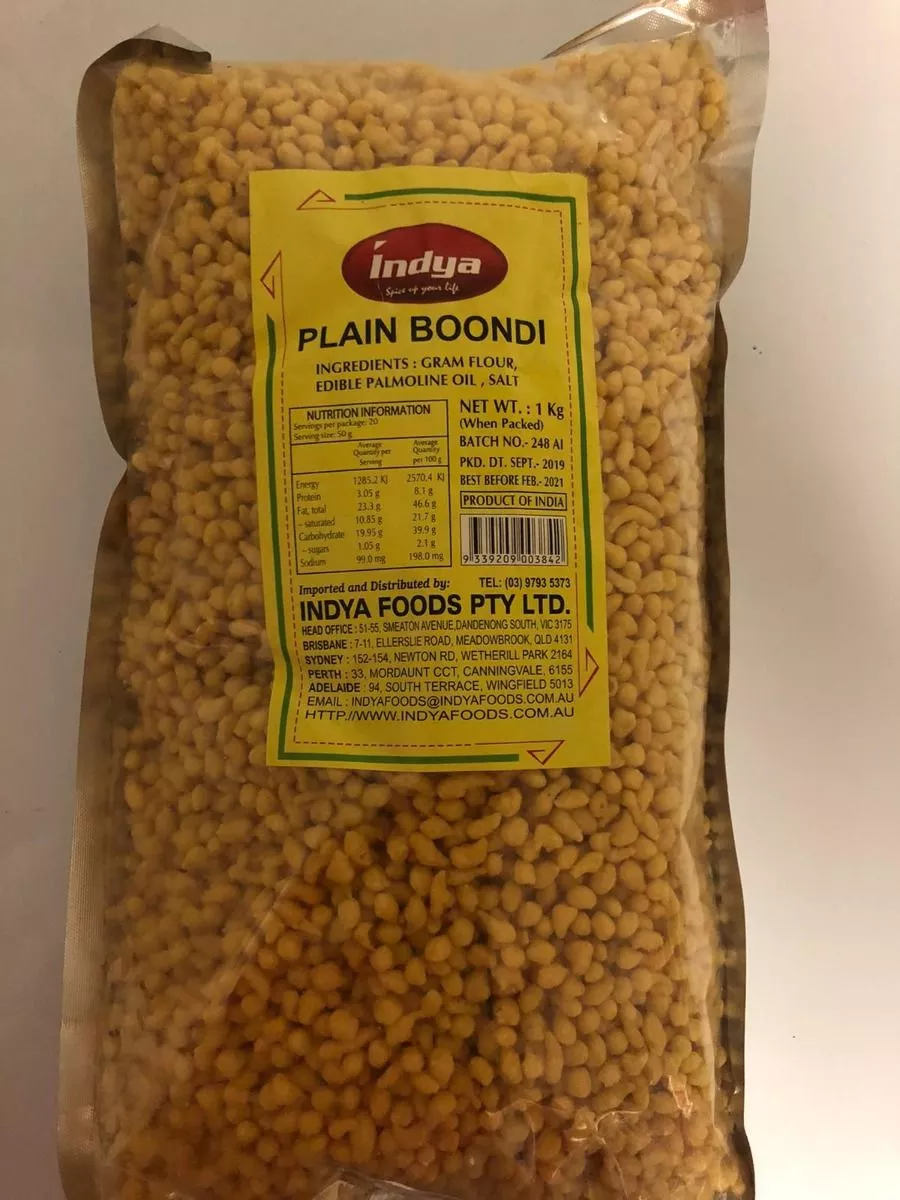 índya
Spice up your life
PLAIN BOONDI
INGREDIENTS : GRAM FLOUR,
EDIBLE PALMOLINE OIL , SALT
NUTRITION INFORMATION
Servings per package: 20
Serving size: 50 g
Average Quantity per Serving
Average Quantity per 100 g
Energy 1285.2 KJ 2570.4 KJ
Protein 3.05 g 8.1 g
Fat, total 23.3 g 46.6 g
– saturated 10.85 g 21.7 g
Carbohydrate 19.95 g 39.9 g
– sugars 1.05 g 2.1 g
Sodium 99.0 mg 198.0 mg
NET WT. : 1 Kg
(When Packed)
BATCH NO.- 248 AI
PKD. DT. SEPT.- 2019
BEST BEFORE FEB.- 2021
PRODUCT OF INDIA
9 339209 003842
Imported and Distributed by: TEL: (03) 9793 5373
INDYA FOODS PTY LTD.
HEAD OFFICE : 51-55, SMEATON AVENUE,DANDENONG SOUTH, VIC 3175
BRISBANE : 7-11, ELLERSLIE ROAD, MEADOWBROOK, QLD 4131
SYDNEY : 152-154, NEWTON RD, WETHERILL PARK 2164
PERTH : 33, MORDAUNT CCT, CANNINGVALE, 6155
ADELAIDE : 94, SOUTH TERRACE, WINGFIELD 5013
EMAIL : INDYAFOODS@INDYAFOODS.COM.AU
HTTP://WWW.INDYAFOODS.COM.AU